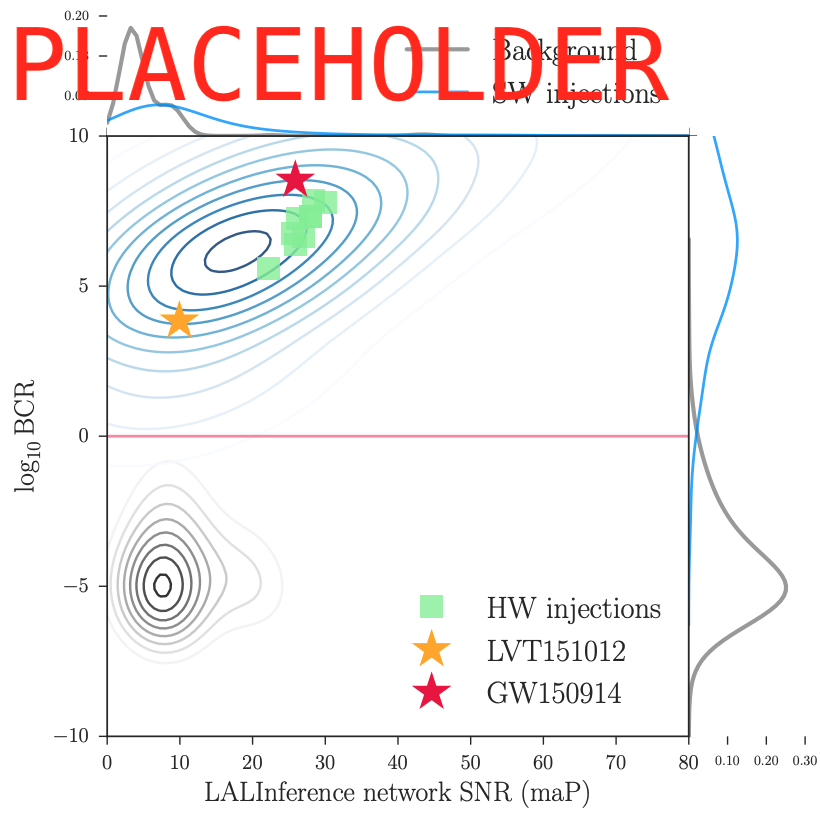 PLACEHOLDER
0.20
Background
SW injections
10
5
0
−5
−10
log10 BCR
HW injections
LVT151012
GW150914
0 10 20 30 40 50 60 70 80
0.10 0.20 0.30
LALInference network SNR (maP)